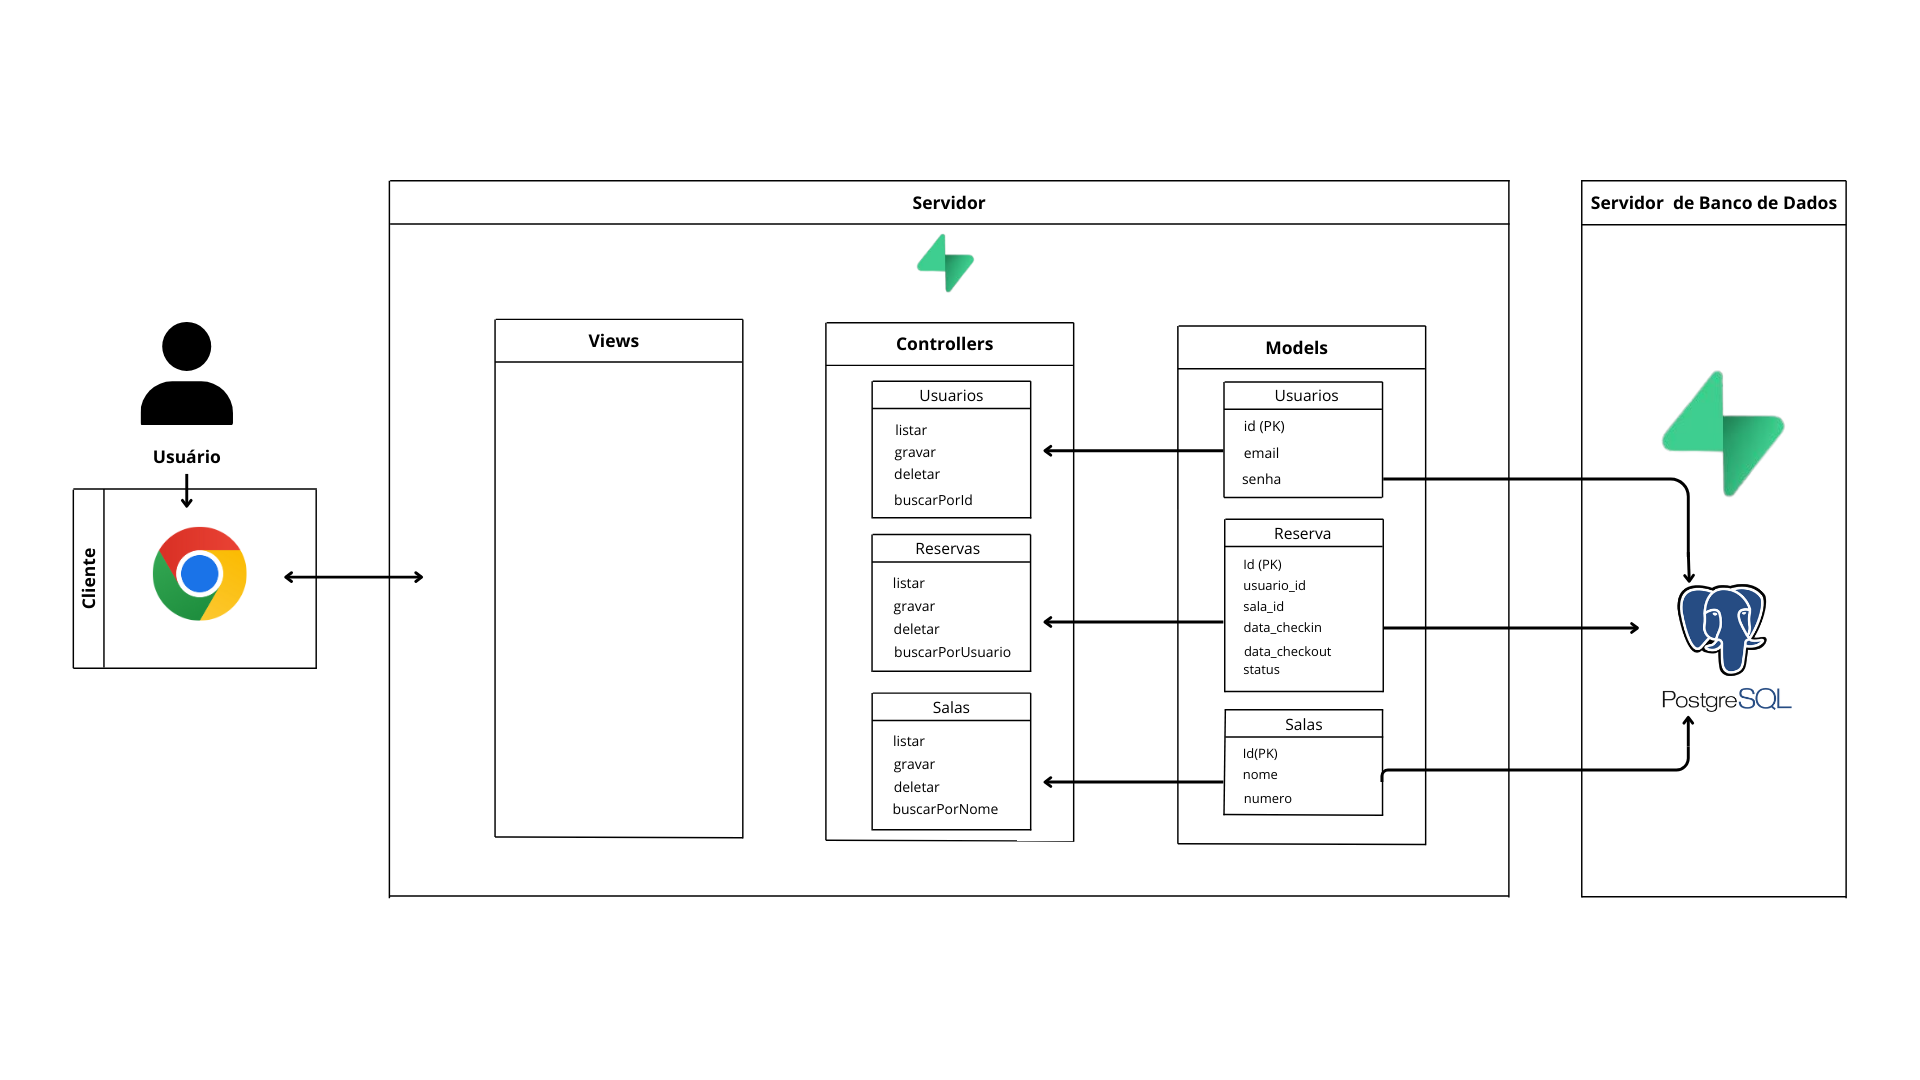 Servidor
Servidor  de Banco de Dados
Usuário
Cliente
Views
Controllers
Usuarios
listar
gravar
deletar
buscarPorId
Reservas
listar
gravar
deletar
buscarPorUsuario
Salas
listar
gravar
deletar
buscarPorNome
Models
Usuarios
id (PK)
email
senha
Reserva
Id (PK)
usuario_id
sala_id
data_checkin
data_checkout
status
Salas
Id(PK)
nome
numero
PostgreSQL